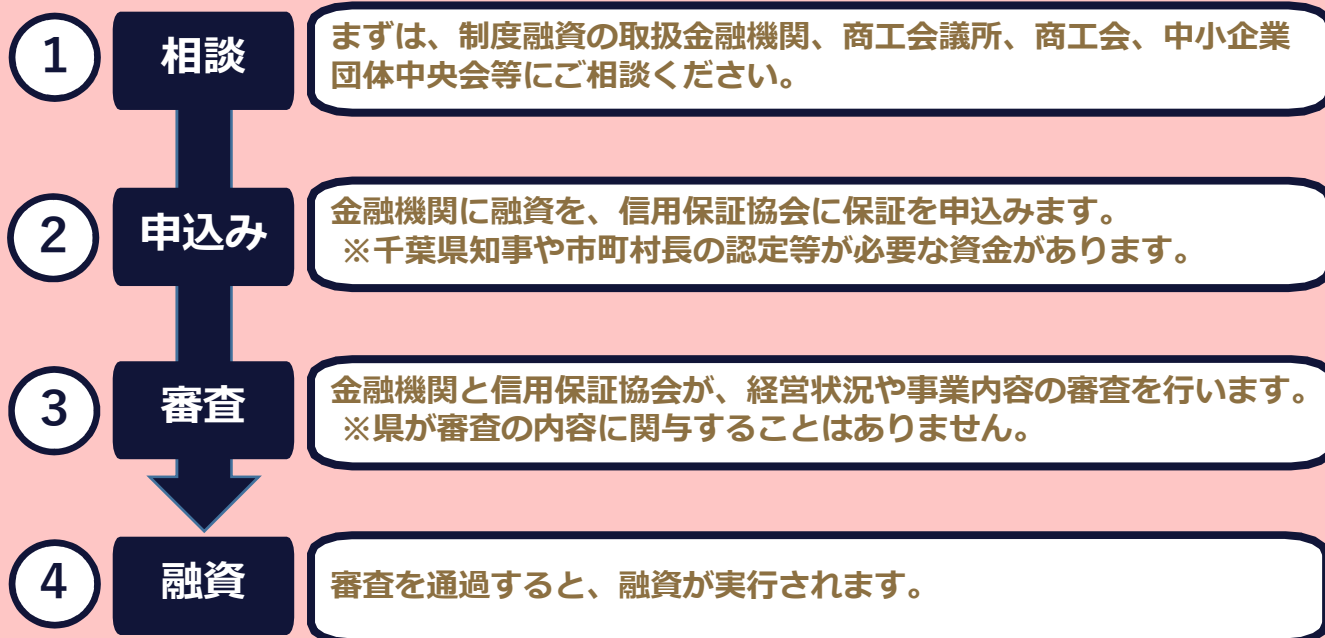 1
相談
まずは、制度融資の取扱金融機関、商工会議所、商工会、中小企業
団体中央会等にご相談ください。
2
申込み
金融機関に融資を、信用保証協会に保証を申込みます。
※千葉県知事や市町村長の認定等が必要な資金があります。
3
審査
金融機関と信用保証協会が、経営状況や事業内容の審査を行います。
※県が審査の内容に関与することはありません。
4
融資
審査を通過すると、融資が実行されます。